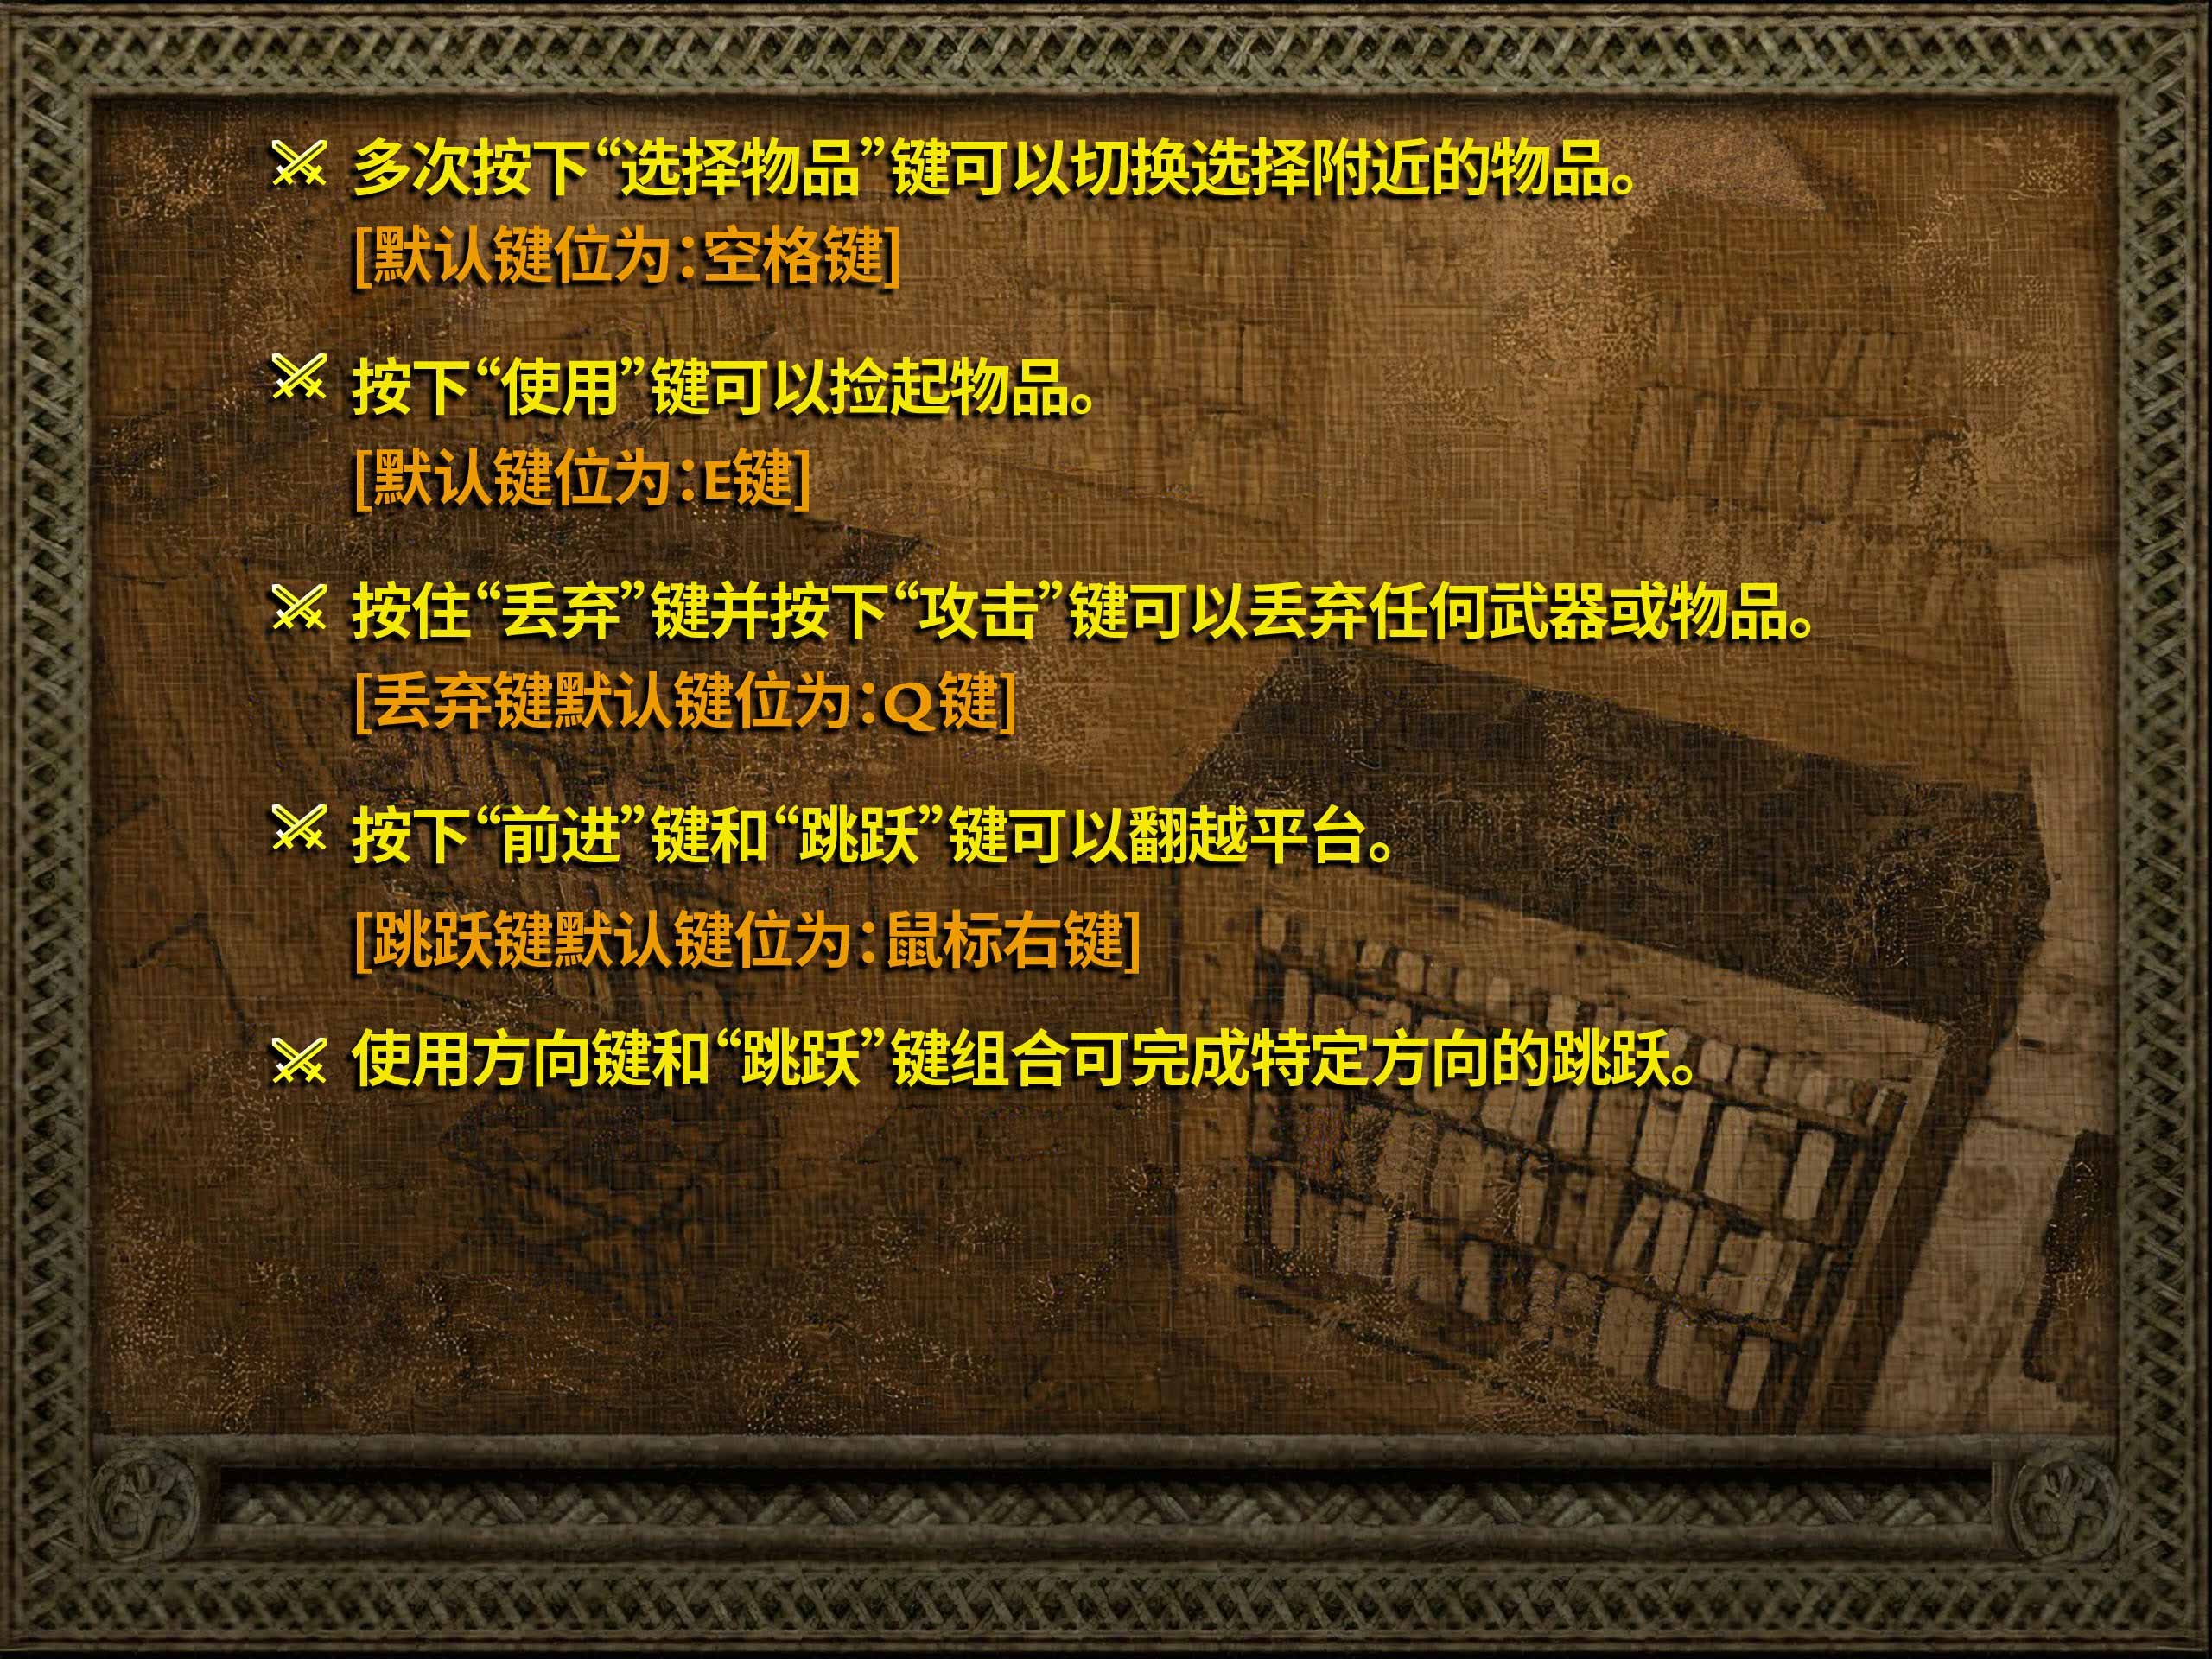 多次按下“选择物品”键可以切换选择附近的物品。
[默认键位为：空格键]
按下“使用”键可以捡起物品。
[默认键位为：E键]
按住“丢弃”键并按下“攻击”键可以丢弃任何武器或物品。
[丢弃键默认键位为：Q键]
按下“前进”键和“跳跃”键可以翻越平台。
[跳跃键默认键位为：鼠标右键]
使用方向键和“跳跃”键组合可完成特定方向的跳跃。